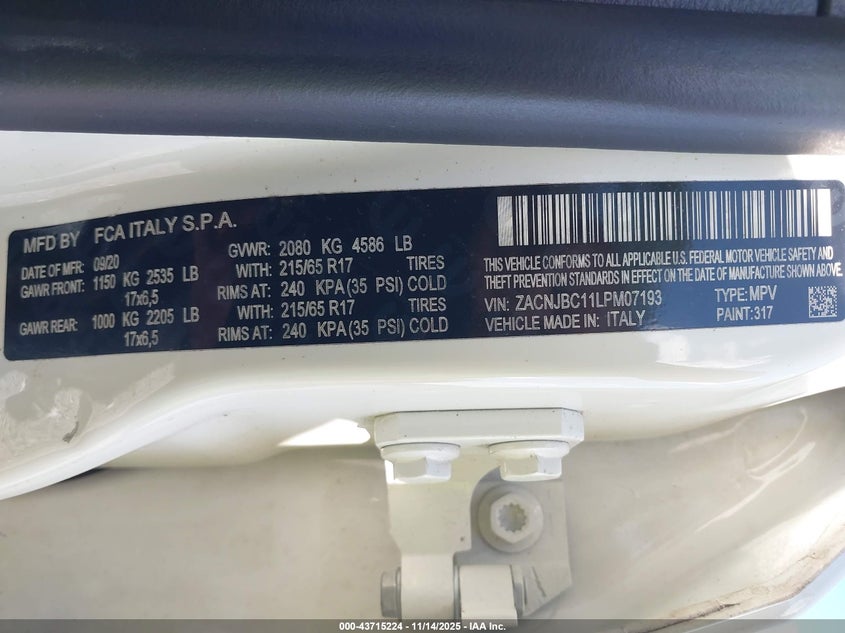 MFD BY FCA ITALY S.P.A.
DATE OF MFR: 09/20
GAWR FRONT: 1150 KG 2535 LB
17x6,5
GAWR REAR: 1000 KG 2205 LB
17x6,5
GVWR: 2080 KG 4586 LB
WITH: 215/65 R17 TIRES
RIMS AT: 240 KPA(35 PSI) COLD
WITH: 215/65 R17 TIRES
RIMS AT: 240 KPA(35 PSI) COLD
THIS VEHICLE CONFORMS TO ALL APPLICABLE U.S. FEDERAL MOTOR VEHICLE SAFETY AND
THEFT PREVENTION STANDARDS IN EFFECT ON THE DATE OF MANUFACTURE SHOWN ABOVE.
VIN: ZACNJBC11LPM07193 TYPE: MPV
VEHICLE MADE IN: ITALY PAINT: 317
000-43715224 - 11/14/2025 - IAA Inc.